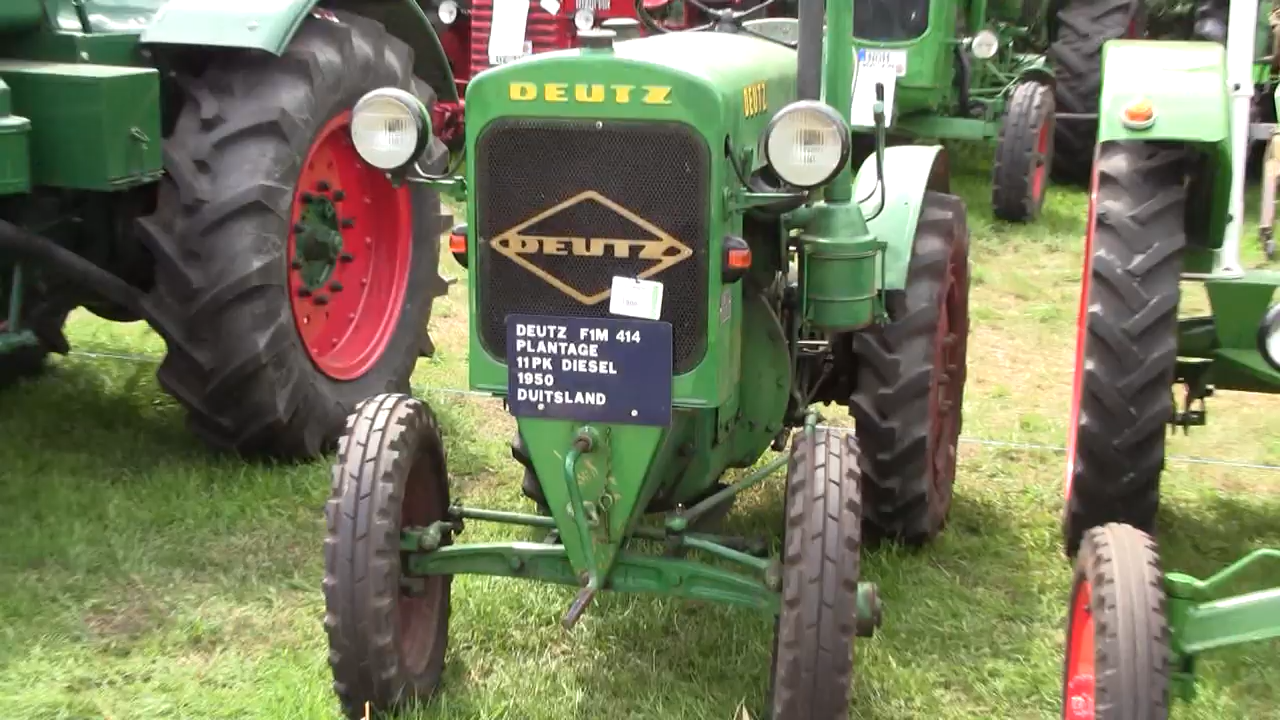 DEUTZ
DEUTZ
DEUTZ
DEUTZ F1M 414
PLANTAGE
11PK DIESEL
1950
DUITSLAND